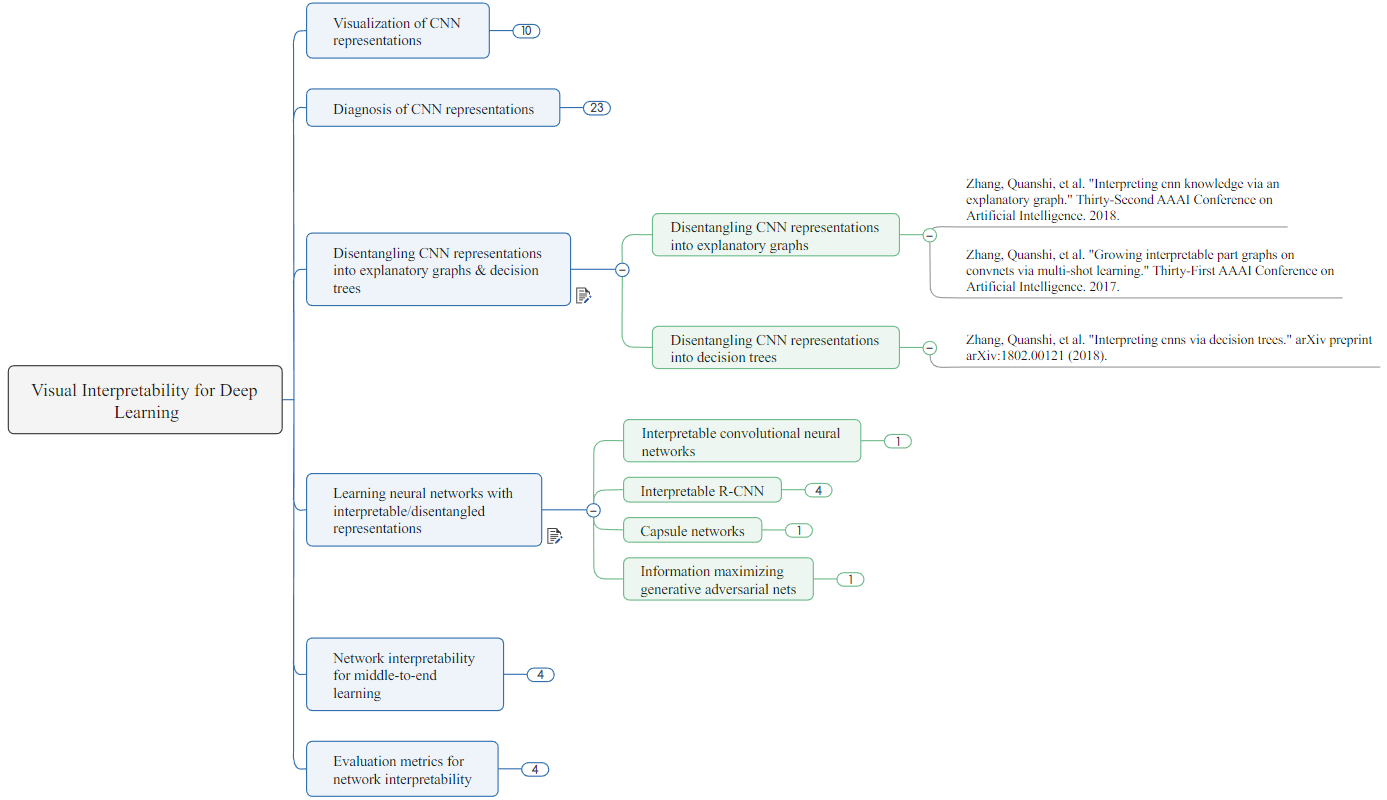 Visualization of CNN
representations
10
Diagnosis of CNN representations
23
Zhang, Quanshi, et al. "Interpreting cnn knowledge via an
explanatory graph." Thirty-Second AAAI Conference on
Artificial Intelligence. 2018.
Disentangling CNN representations
into explanatory graphs
Disentangling CNN representations
into explanatory graphs & decision
trees
Zhang, Quanshi, et al. "Growing interpretable part graphs on
convnets via multi-shot learning." Thirty-First AAAI Conference on
Artificial Intelligence. 2017.
Disentangling CNN representations
into decision trees
Zhang, Quanshi, et al. "Interpreting cnns via decision trees." arXiv preprint
arXiv:1802.00121 (2018).
Visual Interpretability for Deep
Learning
Interpretable convolutional neural
networks
1
Learning neural networks with
interpretable/disentangled
representations
Interpretable R-CNN
4
Capsule networks
1
Information maximizing
generative adversarial nets
1
Network interpretability
for middle-to-end
learning
4
Evaluation metrics for
network interpretability
4